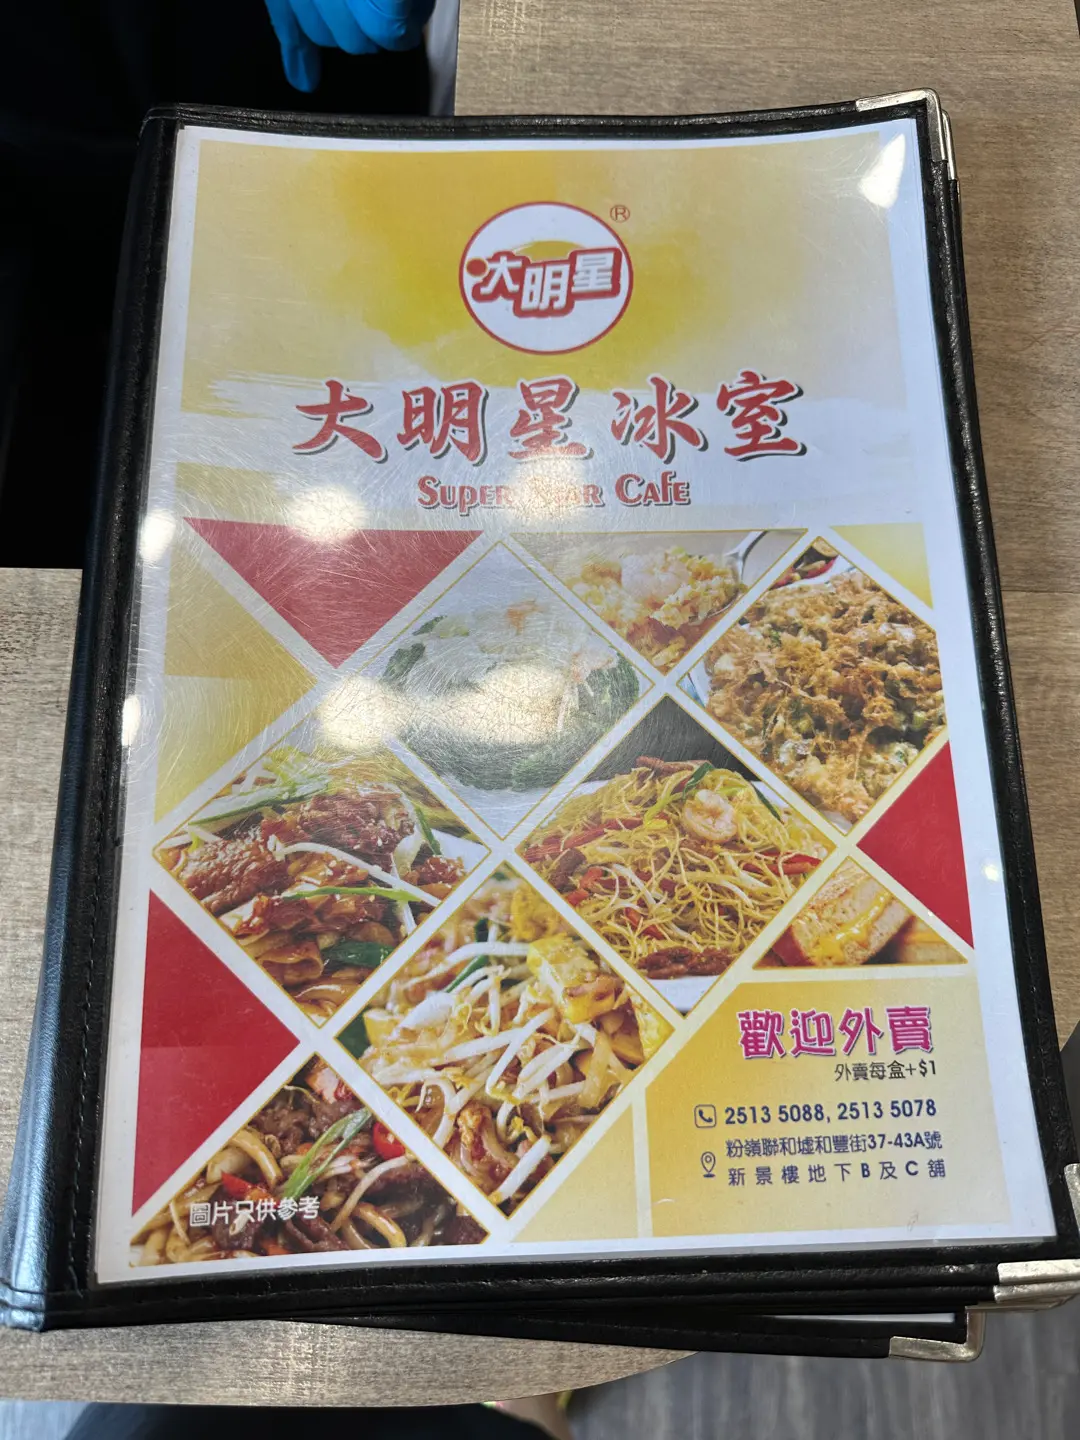 ®
大明星
大明星冰室
Super Star Cafe
歡迎外賣
外賣每盒+$1
2513 5088, 2513 5078
粉嶺聯和墟和豐街37-43A號
新景樓地下B及C舖
圖片只供參考